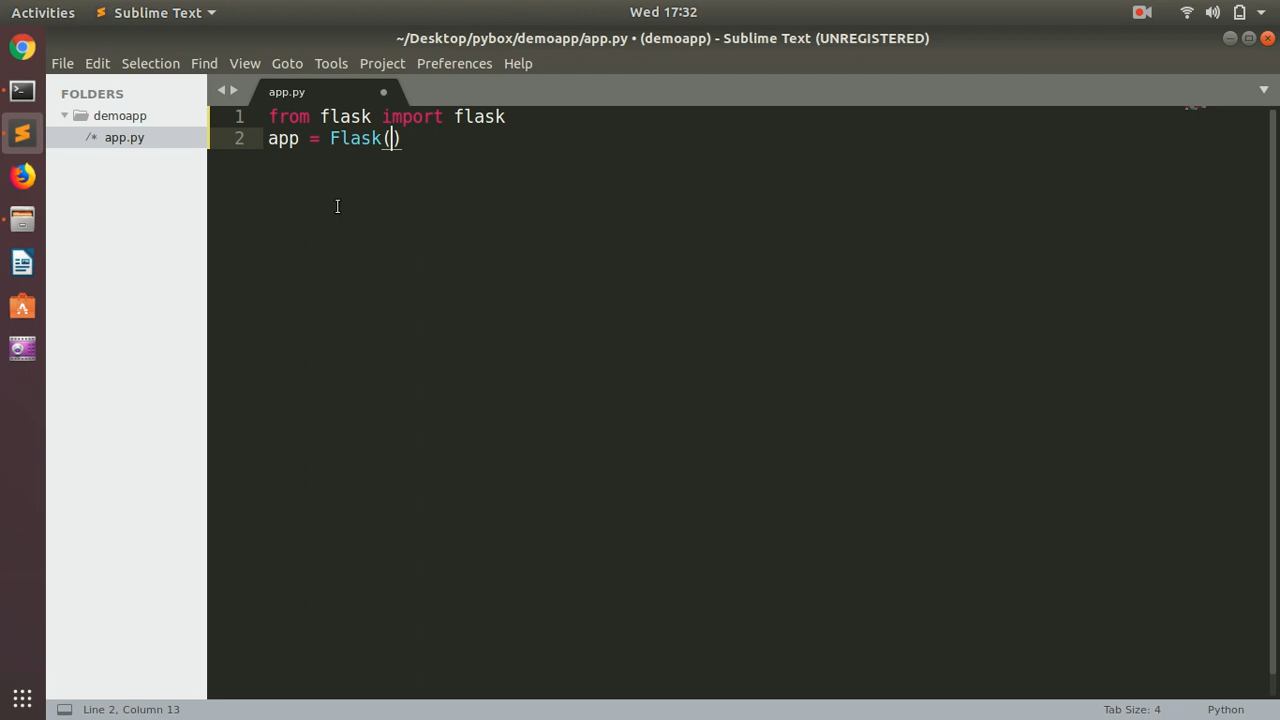 Activities
Sublime Text
Wed 17:32
~/Desktop/pybox/demoapp/app.py • (demoapp) - Sublime Text (UNREGISTERED)
File Edit Selection Find View Goto Tools Project Preferences Help
FOLDERS
demoapp
/* app.py
app.py
1 from flask import flask
2 app = Flask()
Line 2, Column 13
Tab Size: 4
Python